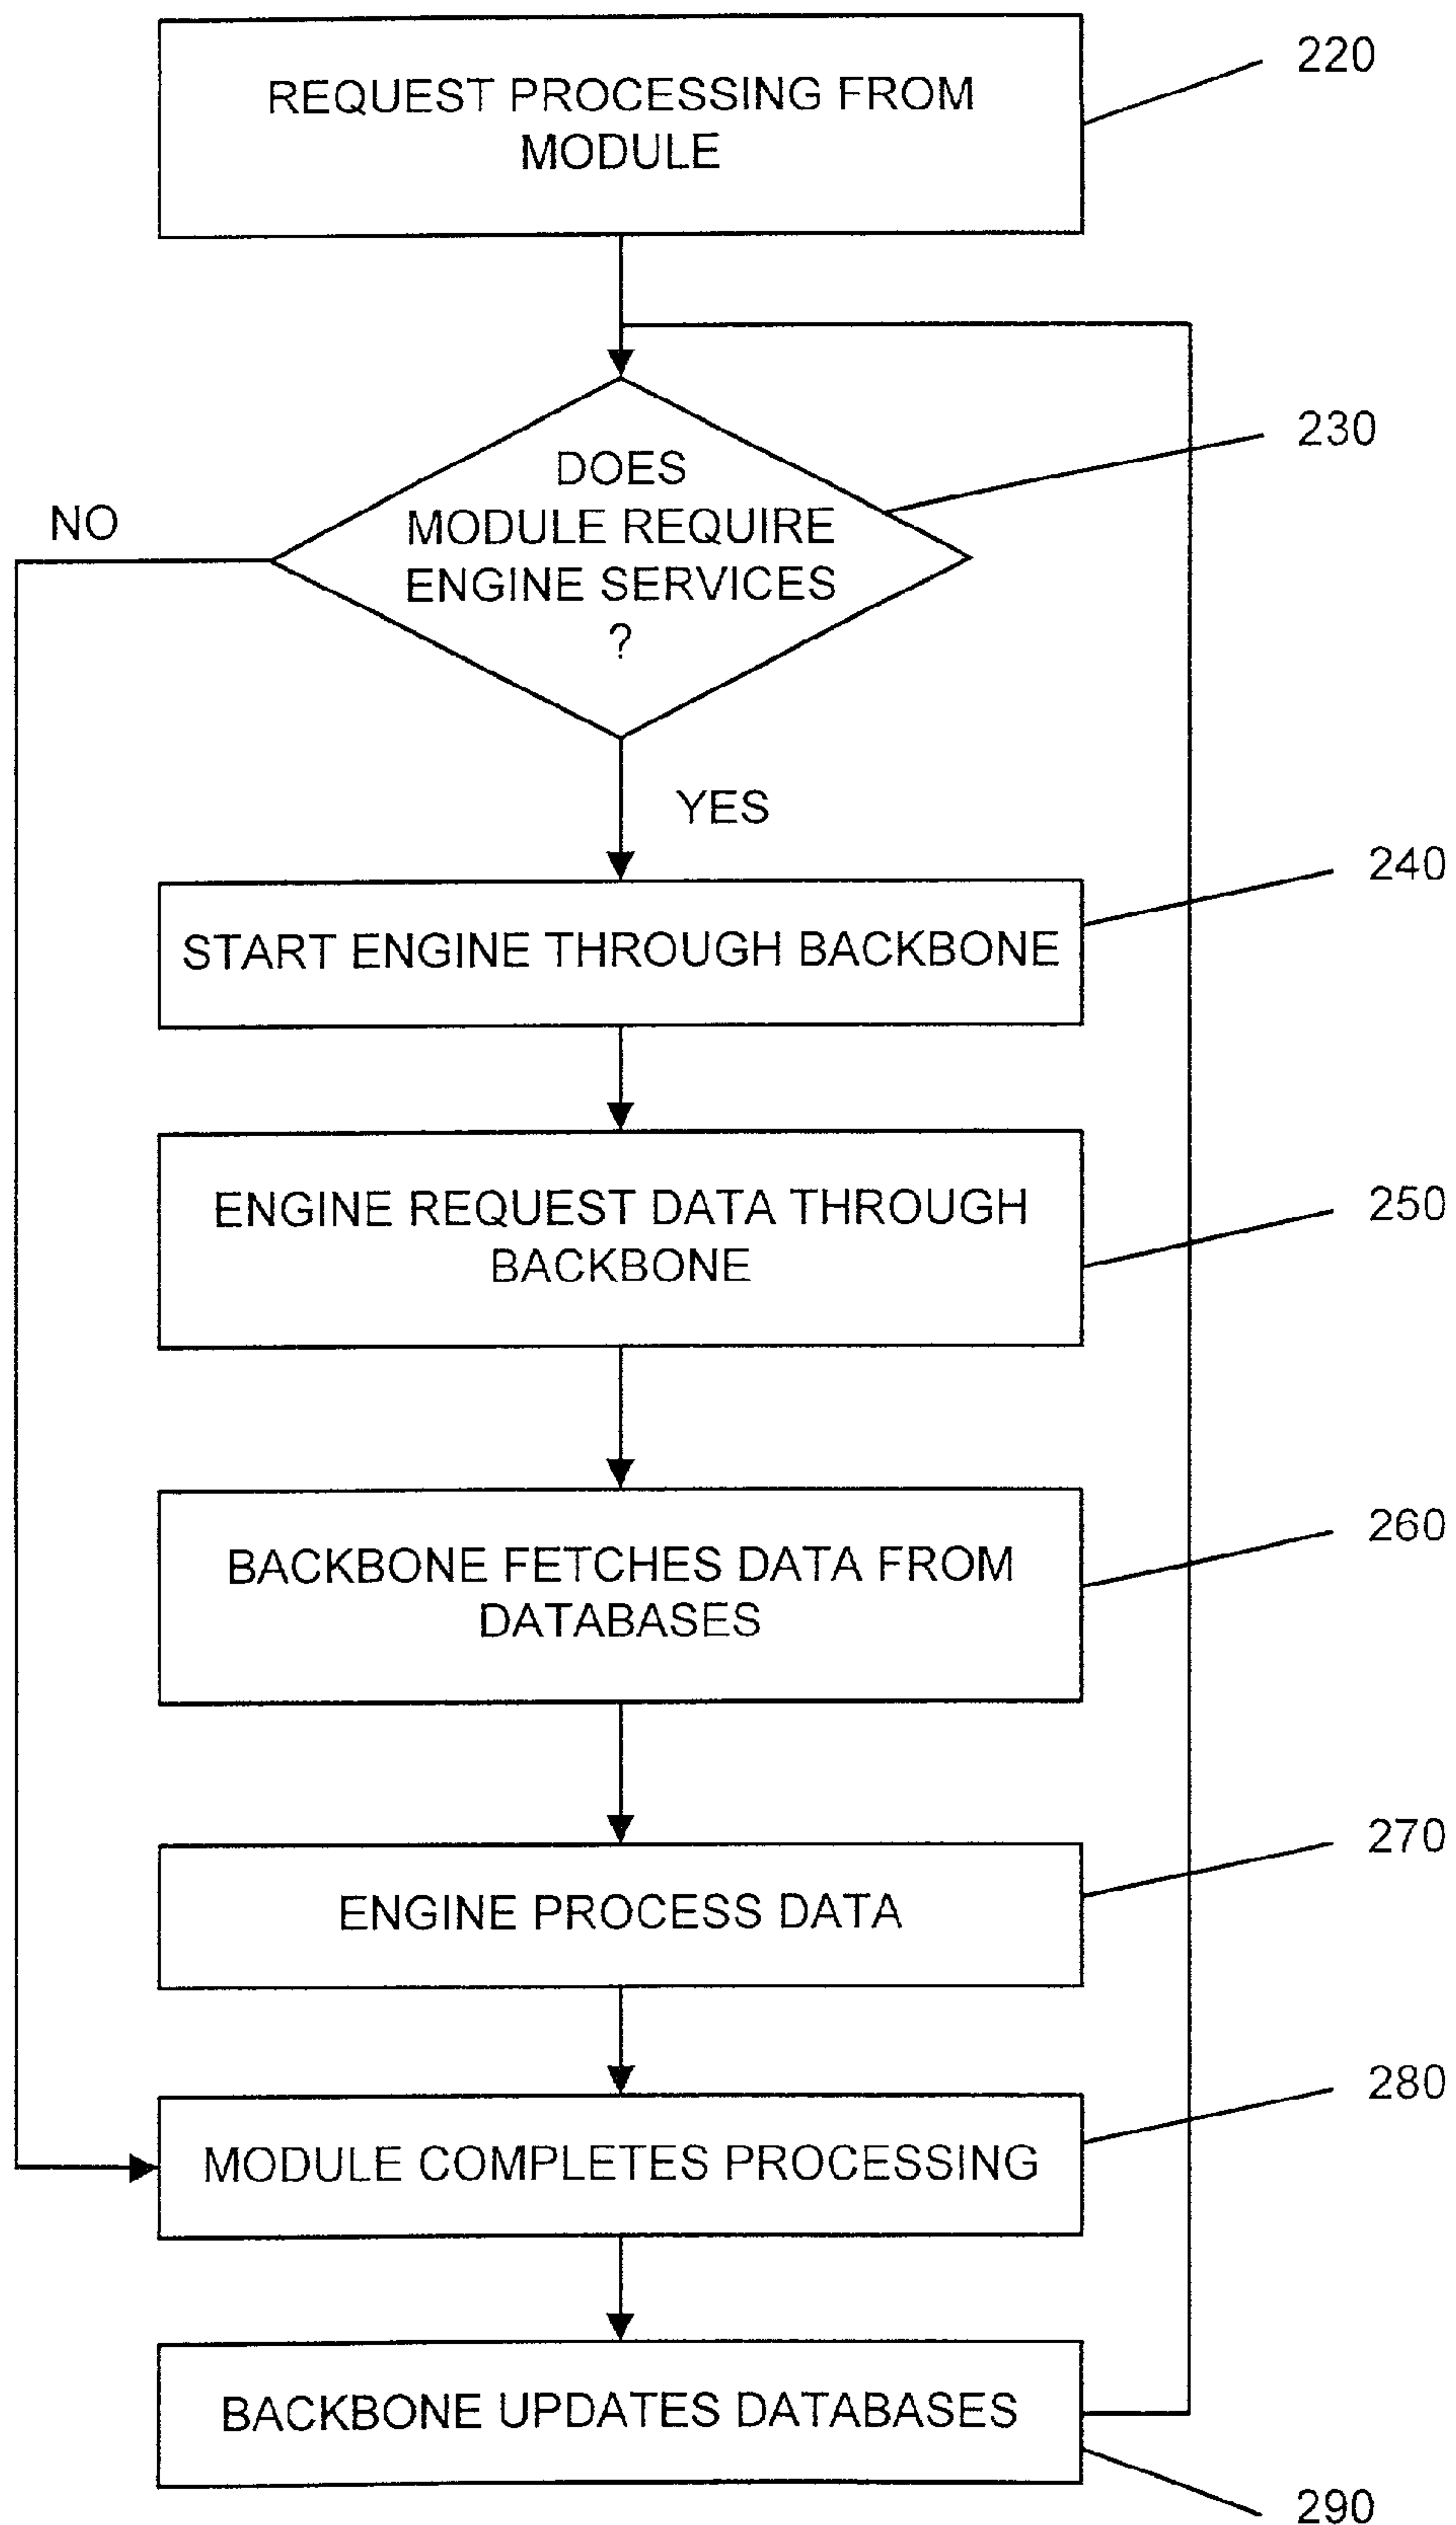 REQUEST PROCESSING FROM
MODULE
220
DOES
MODULE REQUIRE
ENGINE SERVICES
?
230
NO
YES
START ENGINE THROUGH BACKBONE
240
ENGINE REQUEST DATA THROUGH
BACKBONE
250
BACKBONE FETCHES DATA FROM
DATABASES
260
ENGINE PROCESS DATA
270
MODULE COMPLETES PROCESSING
280
BACKBONE UPDATES DATABASES
290